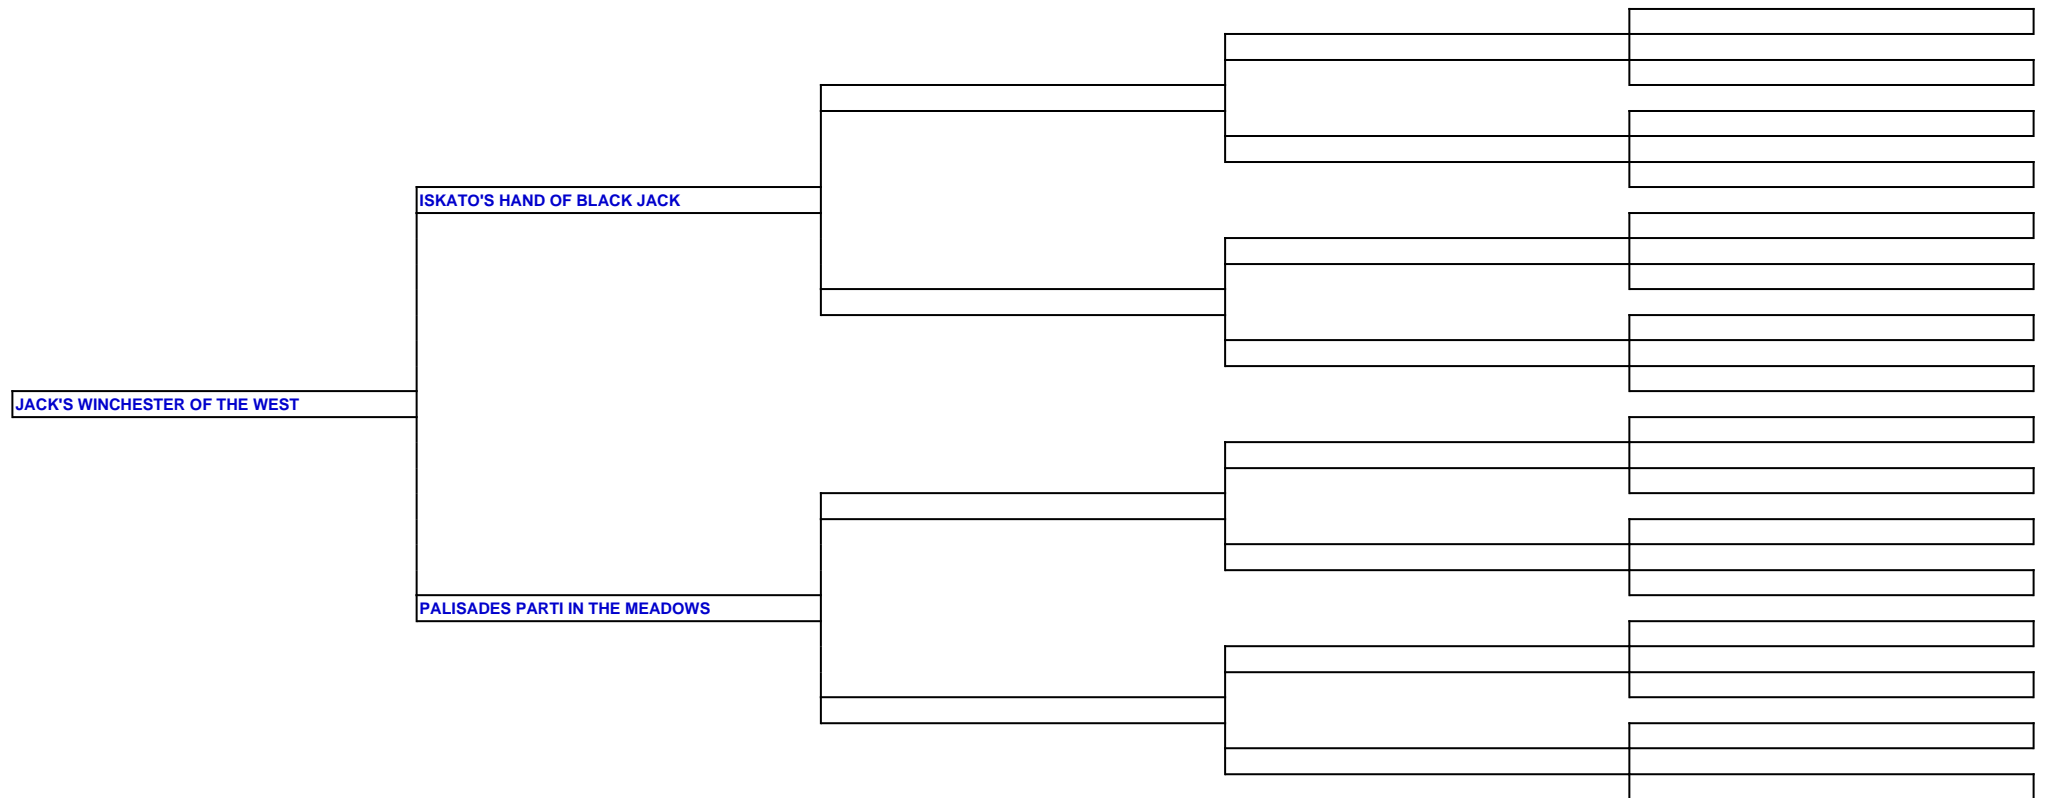 ISKATO'S HAND OF BLACK JACK
JACK'S WINCHESTER OF THE WEST
PALISADES PARTI IN THE MEADOWS